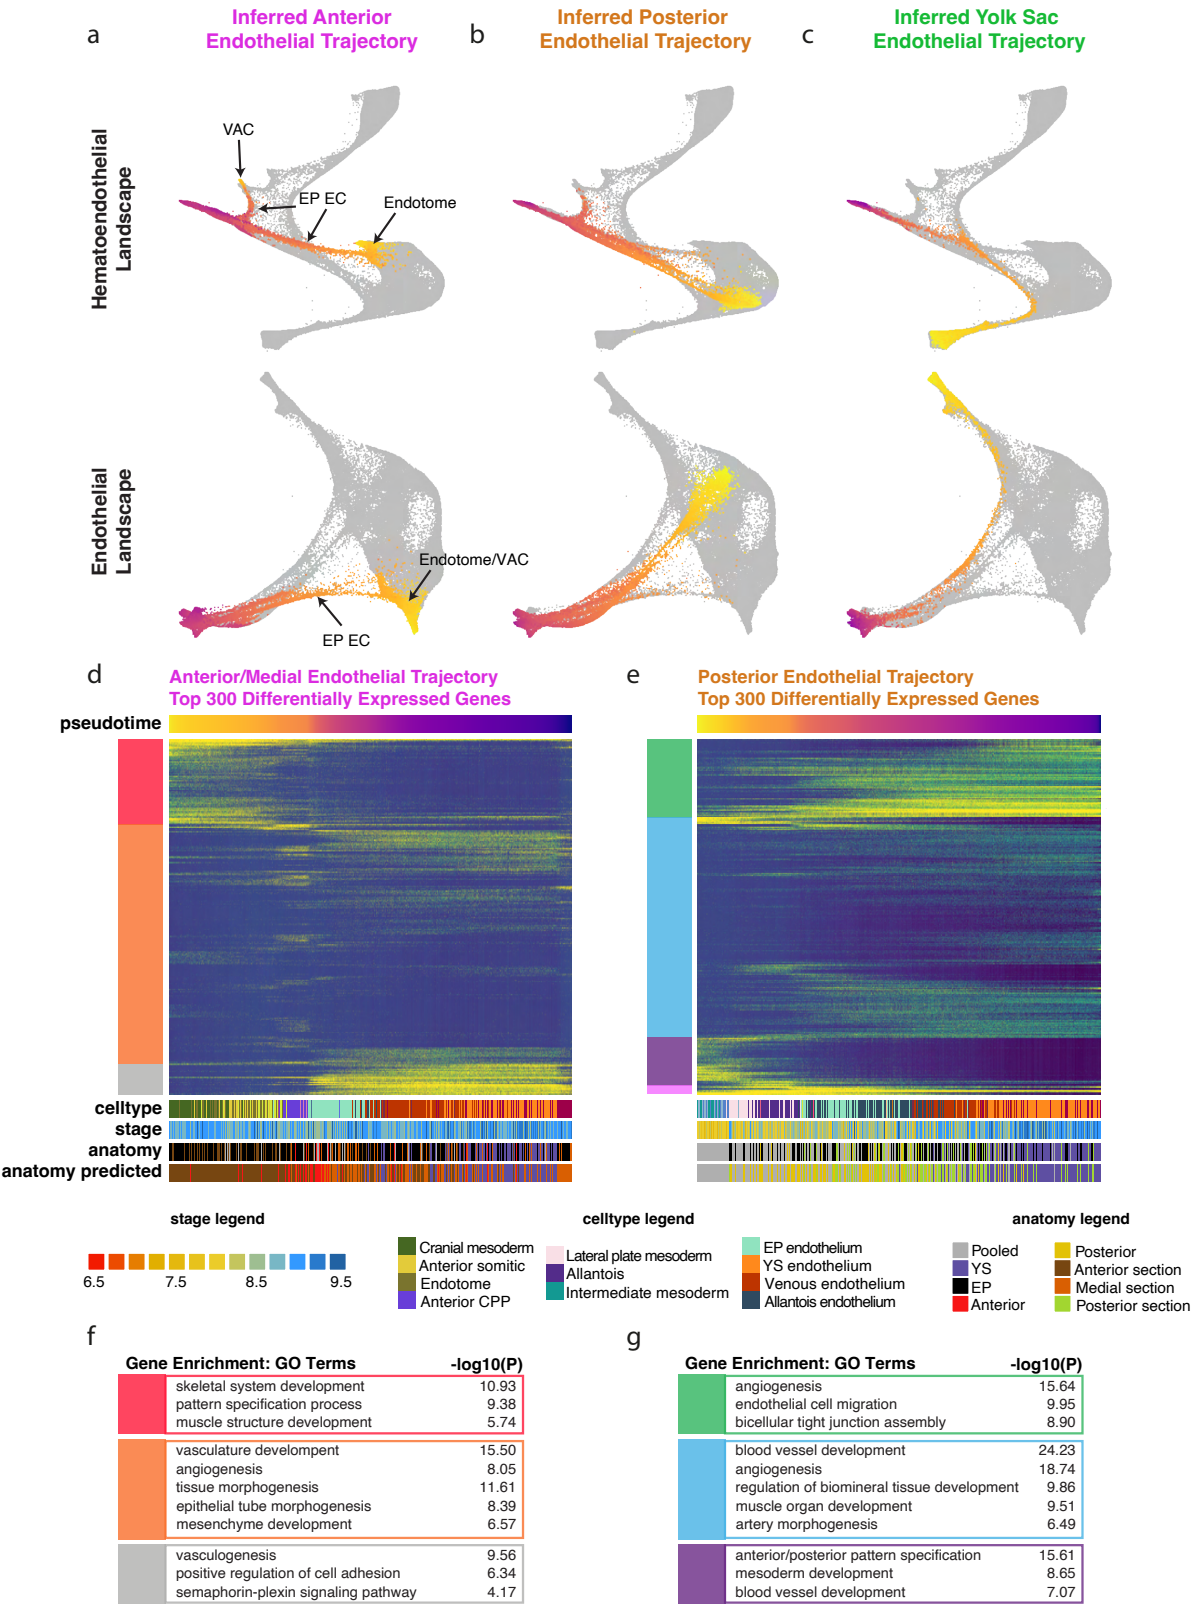 a
Inferred Anterior
Endothelial Trajectory
b
Inferred Posterior
Endothelial Trajectory
c
Inferred Yolk Sac
Endothelial Trajectory
Hematoendothelial
Landscape
VAC
EP EC
Endotome
Endothelial
Landscape
Endotome/VAC
EP EC
d
Anterior/Medial Endothelial Trajectory
Top 300 Differentially Expressed Genes
e
Posterior Endothelial Trajectory
Top 300 Differentially Expressed Genes
pseudotime
celltype
stage
anatomy
anatomy predicted
stage legend
6.5 7.5 8.5 9.5
celltype legend
Cranial mesoderm
Anterior somitic
Endotome
Anterior CPP
Lateral plate mesoderm
Allantois
Intermediate mesoderm
EP endothelium
YS endothelium
Venous endothelium
Allantois endothelium
anatomy legend
Pooled
YS
EP
Anterior
Posterior
Anterior section
Medial section
Posterior section
f
Gene Enrichment: GO Terms -log10(P)
skeletal system development 10.93
pattern specification process 9.38
muscle structure development 5.74
vasculature develompent 15.50
angiogenesis 8.05
tissue morphogenesis 11.61
epithelial tube morphogenesis 8.39
mesenchyme development 6.57
vasculogenesis 9.56
positive regulation of cell adhesion 6.34
semaphorin-plexin signaling pathway 4.17
g
Gene Enrichment: GO Terms -log10(P)
angiogenesis 15.64
endothelial cell migration 9.95
bicellular tight junction assembly 8.90
blood vessel development 24.23
angiogenesis 18.74
regulation of biomineral tissue development 9.86
muscle organ development 9.51
artery morphogenesis 6.49
anterior/posterior pattern specification 15.61
mesoderm development 8.65
blood vessel development 7.07